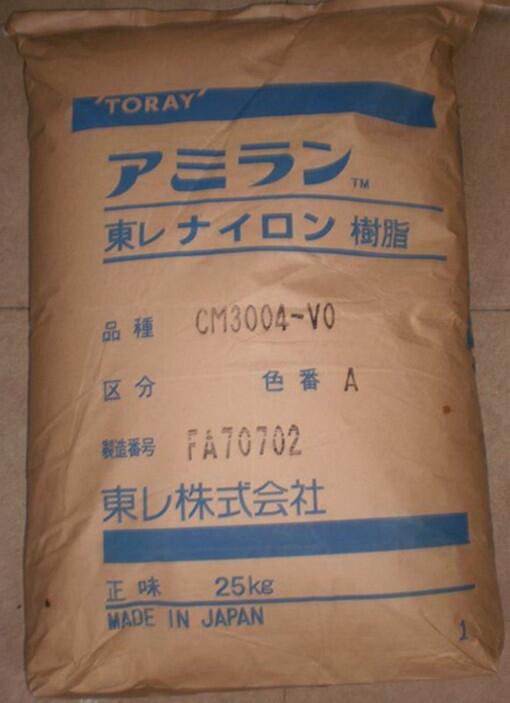 'TORAY'
アミラン™
東レ ナイロン 樹脂
品種 CM3004-V0
区分 色番 A
製造番号 FA70702
東レ株式会社
正味 25kg
MADE IN JAPAN
1